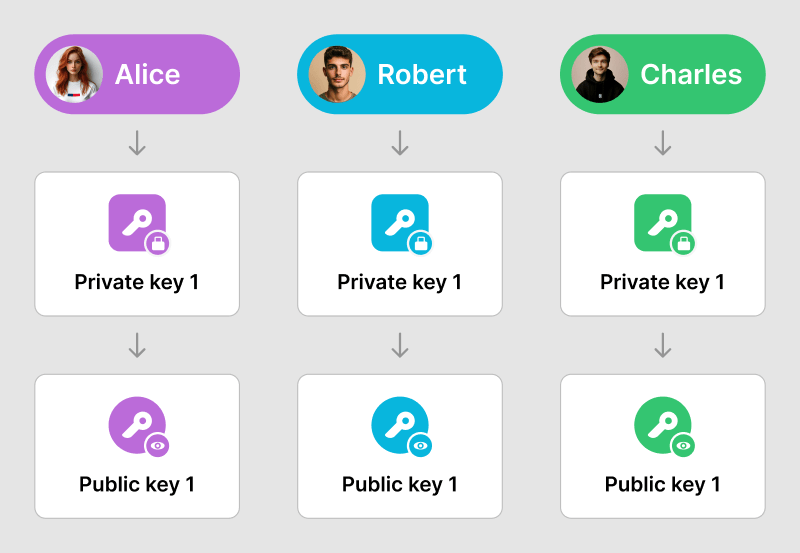 Alice
Robert
Charles
Private key 1
Private key 1
Private key 1
Public key 1
Public key 1
Public key 1